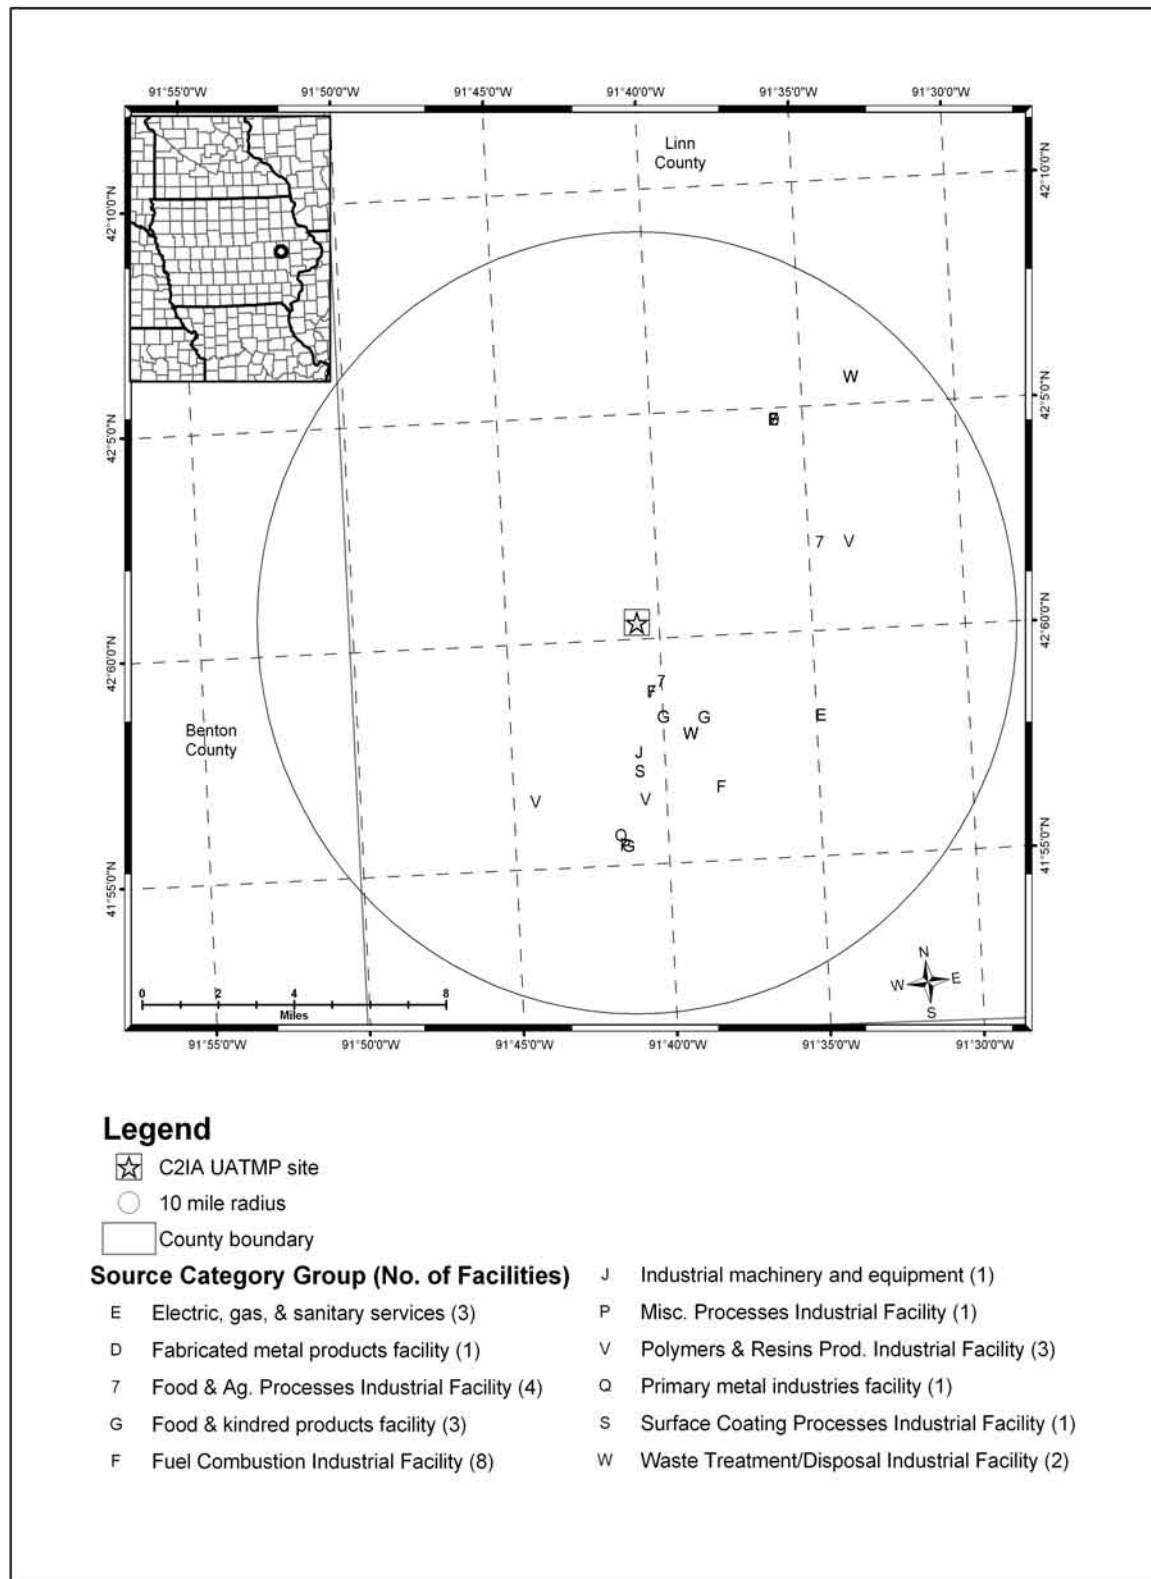 91°55'0"W 91°50'0"W 91°45'0"W 91°40'0"W 91°35'0"W 91°30'0"W
Linn
County
42°10'0"N
42°10'0"N
W
42°5'0"N
42°5'0"N
7 V
42°60'0"N
42°60'0"N
7
F
G G E
W
Benton
County
J
S
F
V V
Q
G
41°55'0"N
41°55'0"N
N
W E
S
0 2 4 8
Miles
91°55'0"W 91°50'0"W 91°45'0"W 91°40'0"W 91°35'0"W 91°30'0"W
Legend
C2IA UATMP site
10 mile radius
County boundary
Source Category Group (No. of Facilities)
E Electric, gas, & sanitary services (3)
D Fabricated metal products facility (1)
7 Food & Ag. Processes Industrial Facility (4)
G Food & kindred products facility (3)
F Fuel Combustion Industrial Facility (8)
J Industrial machinery and equipment (1)
P Misc. Processes Industrial Facility (1)
V Polymers & Resins Prod. Industrial Facility (3)
Q Primary metal industries facility (1)
S Surface Coating Processes Industrial Facility (1)
W Waste Treatment/Disposal Industrial Facility (2)